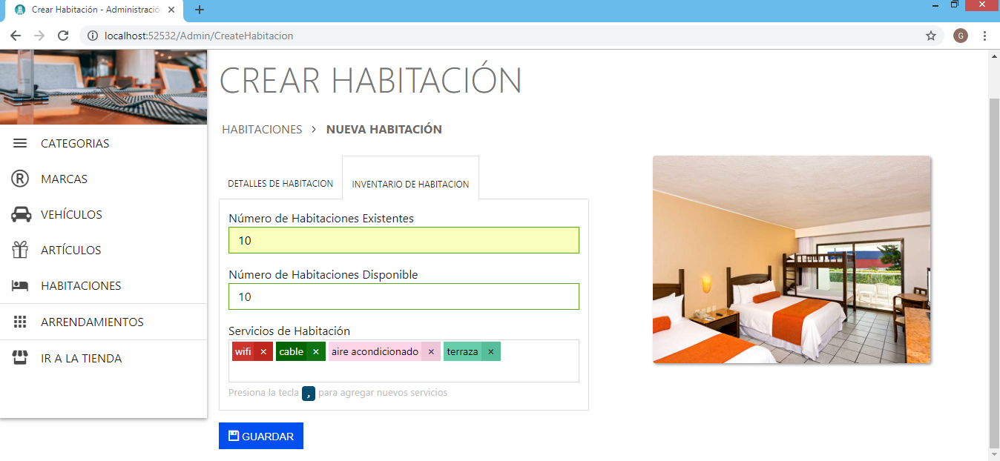 Crear Habitación - Administració
localhost:52532/Admin/CreateHabitacion
G
CREAR HABITACIÓN
HABITACIONES > NUEVA HABITACIÓN
CATEGORIAS
® MARCAS
VEHÍCULOS
ARTÍCULOS
HABITACIONES
ARRENDAMIENTOS
IR A LA TIENDA
DETALLES DE HABITACION
INVENTARIO DE HABITACION
Número de Habitaciones Existentes
10
Número de Habitaciones Disponible
10
Servicios de Habitación
wifi × cable × aire acondicionado × terraza ×
Presiona la tecla , para agregar nuevos servicios
GUARDAR